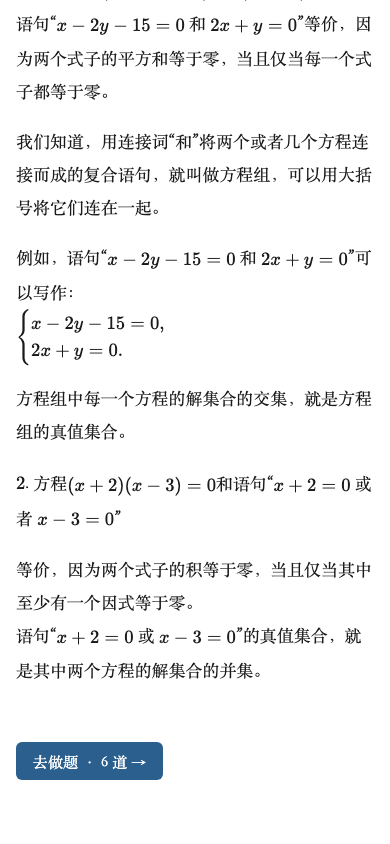 语句“x − 2y − 15 = 0 和 2x + y = 0”等价，因
为两个式子的平方和等于零，当且仅当每一个式
子都等于零。
我们知道，用连接词“和”将两个或者几个方程连
接而成的复合语句，就叫做方程组，可以用大括
号将它们连在一起。
例如，语句“x − 2y − 15 = 0 和 2x + y = 0”可
以写作：
{x − 2y − 15 = 0,
2x + y = 0.
方程组中每一个方程的解集合的交集，就是方程
组的真值集合。
2. 方程(x + 2)(x − 3) = 0和语句“x + 2 = 0 或
者 x − 3 = 0”
等价，因为两个式子的积等于零，当且仅当其中
至少有一个因式等于零。
语句“x + 2 = 0 或 x − 3 = 0”的真值集合，就
是其中两个方程的解集合的并集。
去做题 · 6 道 →